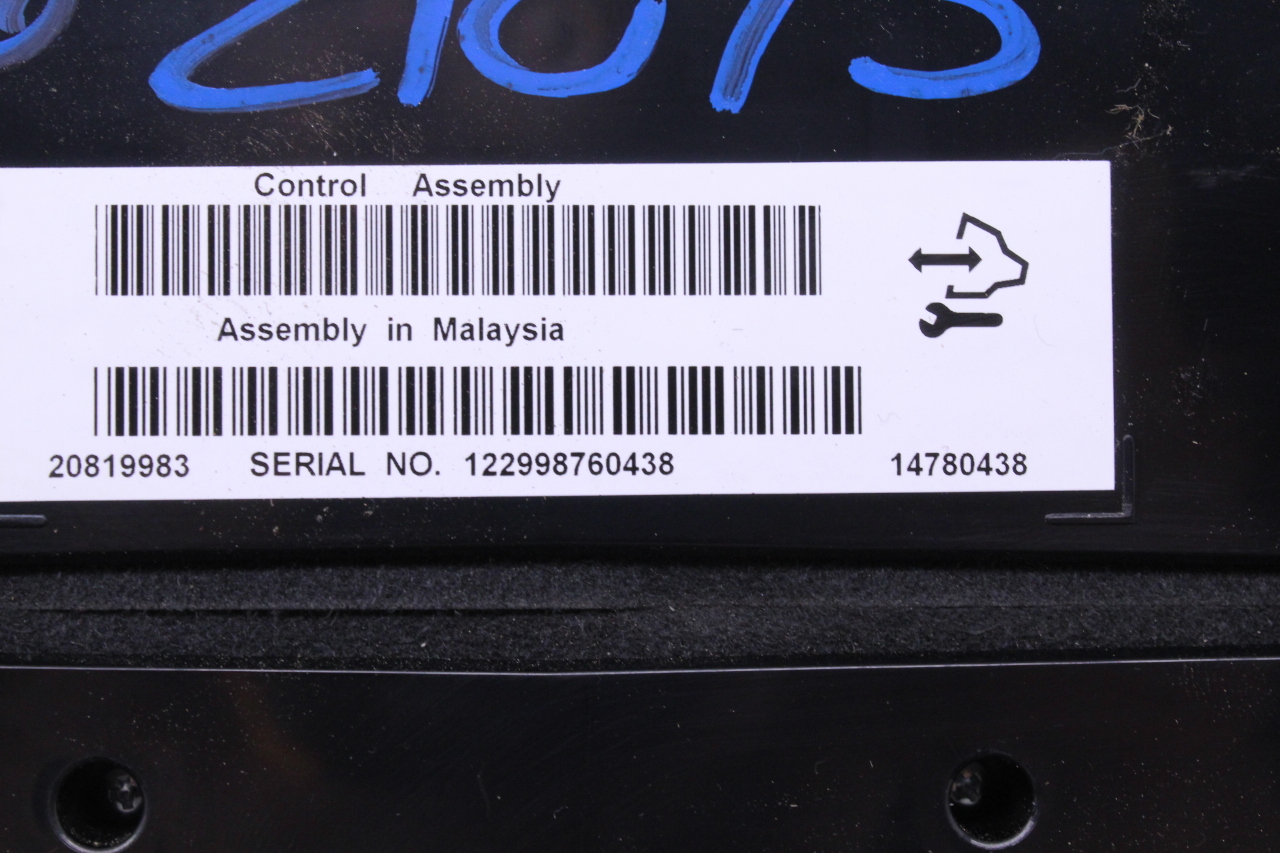 Control Assembly
Assembly in Malaysia
20819983 SERIAL NO. 122998760438 14780438